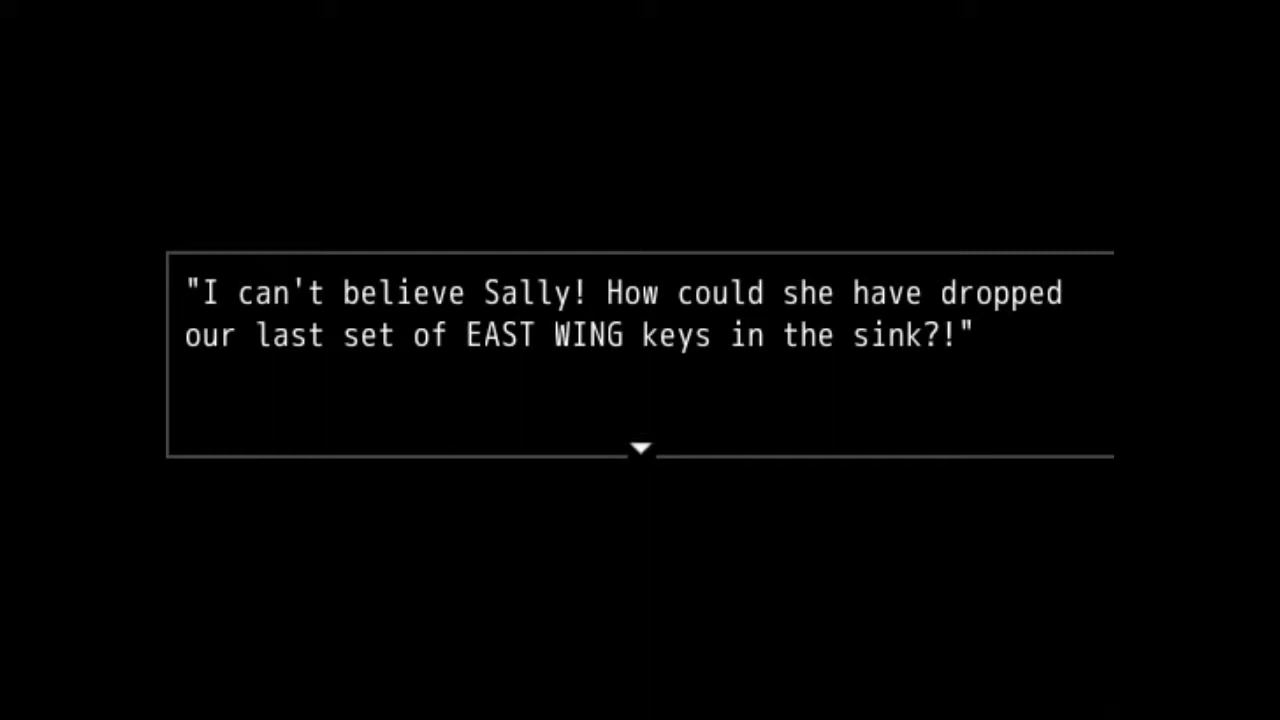 "I can't believe Sally! How could she have dropped
our last set of EAST WING keys in the sink?!"